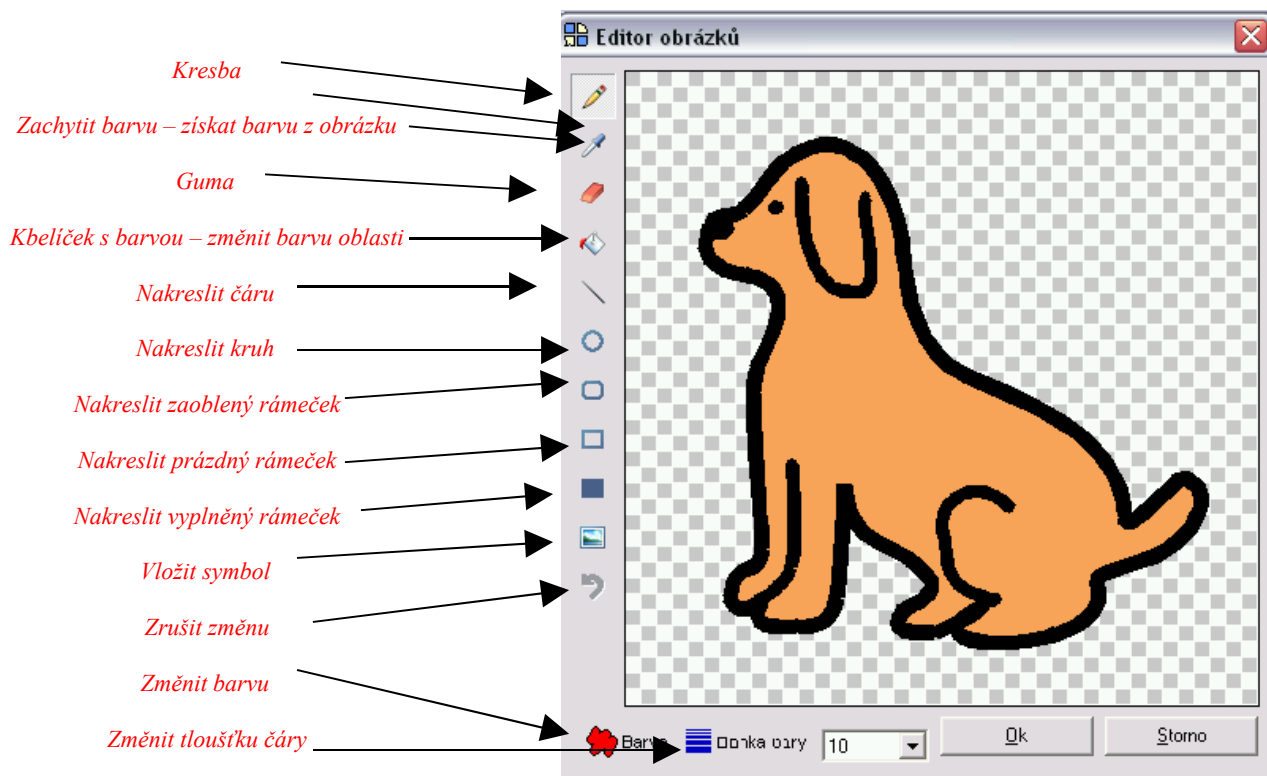 Editor obrázků
Kresba
Zachytit barvu – získat barvu z obrázku
Guma
Kbelíček s barvou – změnit barvu oblasti
Nakreslit čáru
Nakreslit kruh
Nakreslit zaoblený rámeček
Nakreslit prázdný rámeček
Nakreslit vyplněný rámeček
Vložit symbol
Zrušit změnu
Změnit barvu
Změnit tloušťku čáry
10
Ok
Storno